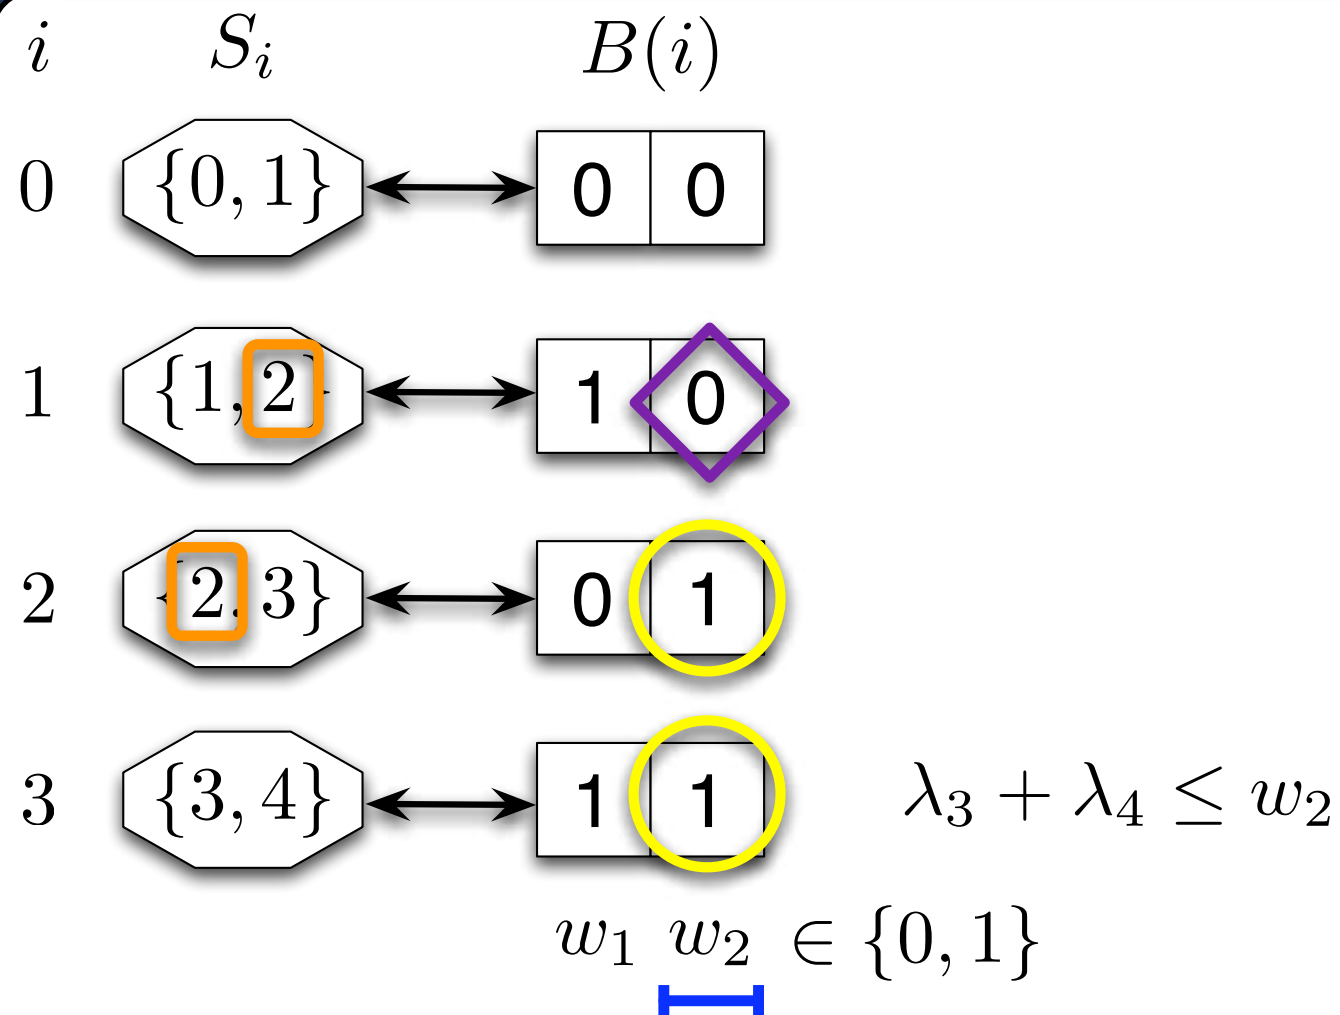 i S_i B(i)
0 {0, 1} 0 0
1 {1, 2} 1 0
2 {2, 3} 0 1
3 {3, 4} 1 1 λ_3 + λ_4 ≤ w_2
w_1 w_2 ∈ {0, 1}